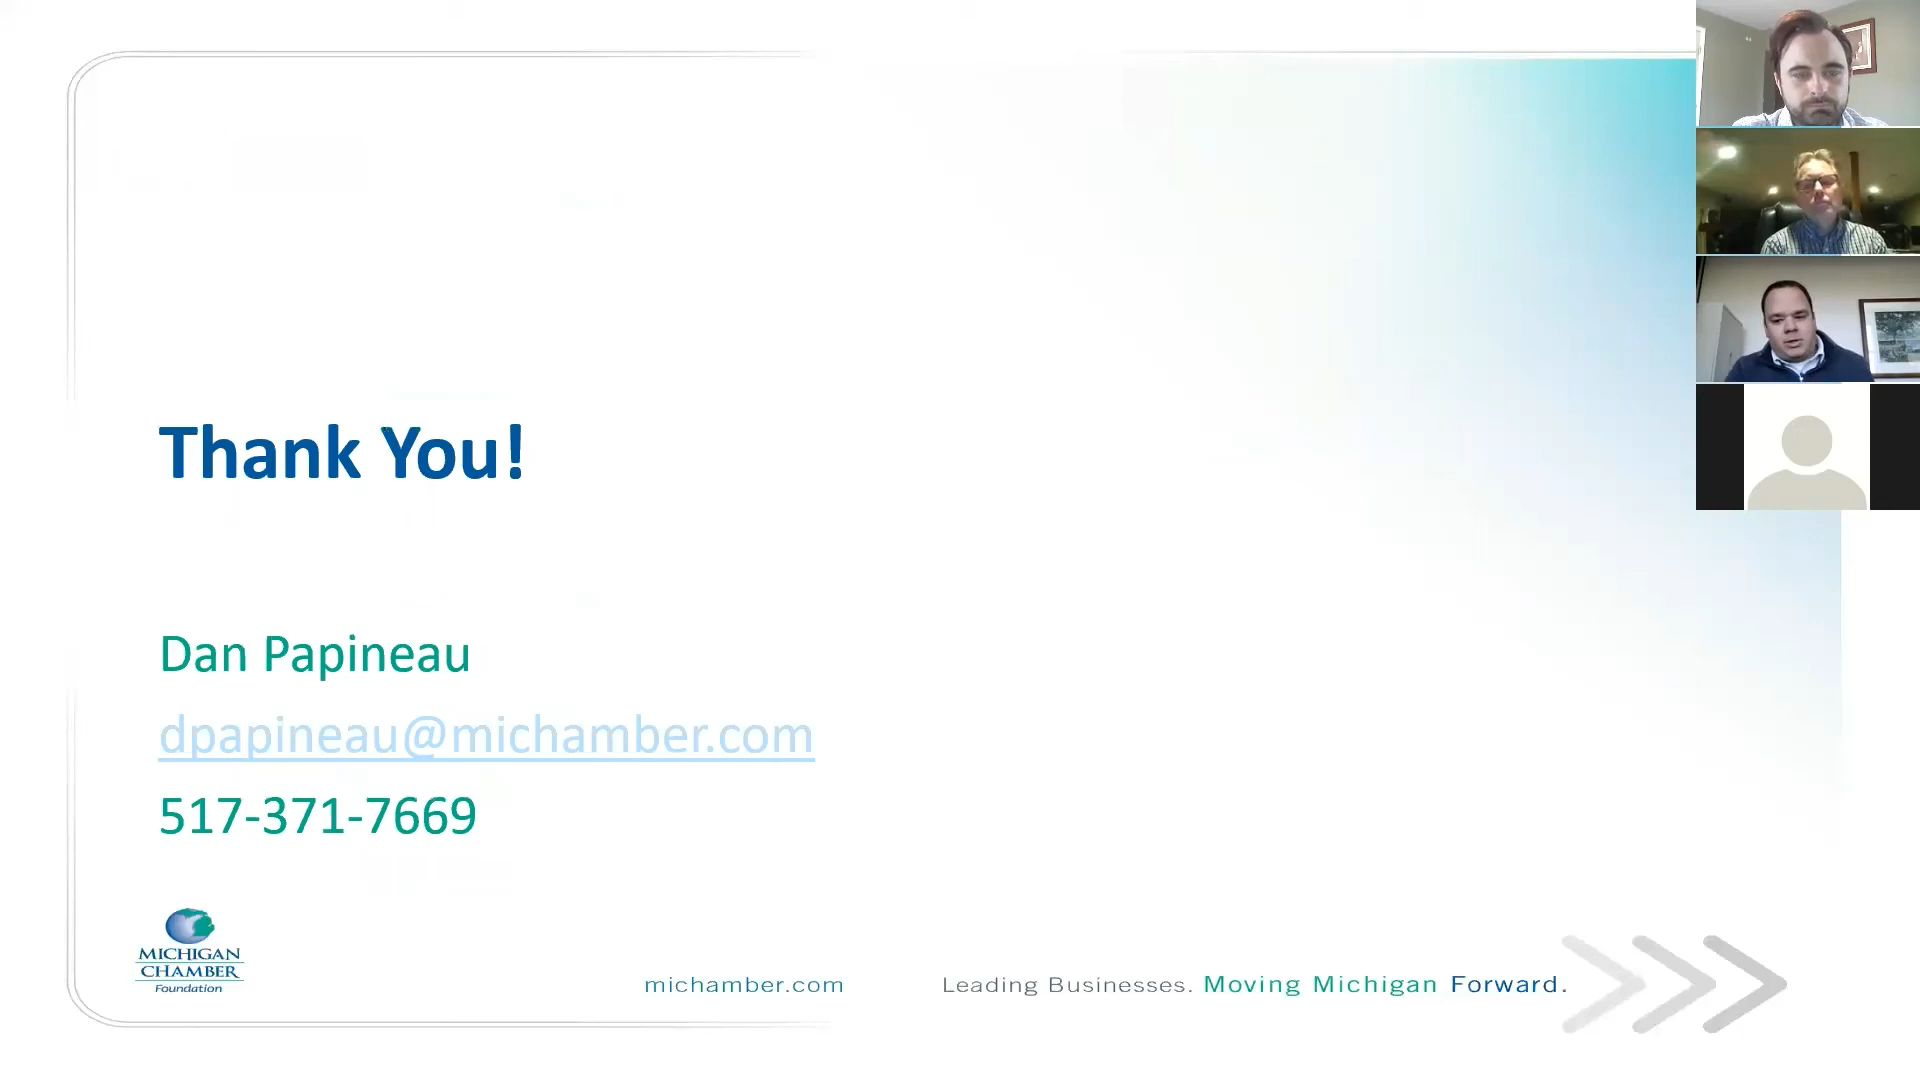 Thank You!
Dan Papineau
dpapineau@michamber.com
517-371-7669
MICHIGAN
CHAMBER
Foundation
michamber.com
Leading Businesses. Moving Michigan Forward.